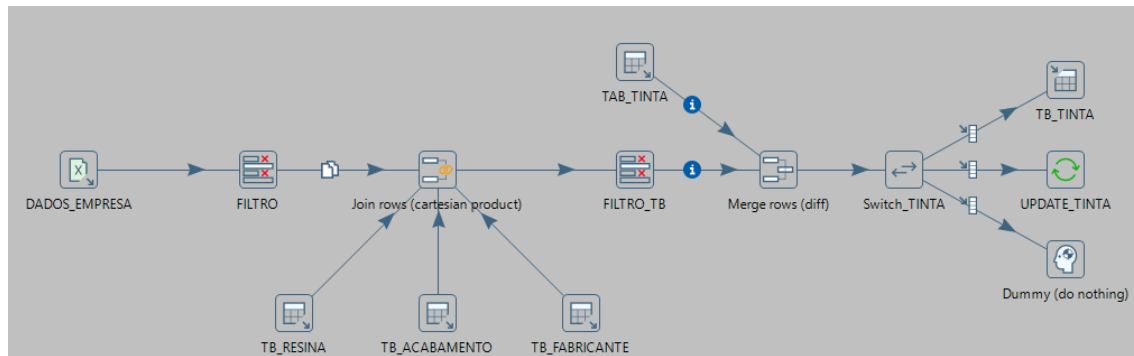 TAB_TINTA
TB_TINTA
DADOS_EMPRESA
FILTRO
Join rows (cartesian product)
FILTRO_TB
Merge rows (diff)
Switch_TINTA
UPDATE_TINTA
Dummy (do nothing)
TB_RESINA
TB_ACABAMENTO
TB_FABRICANTE